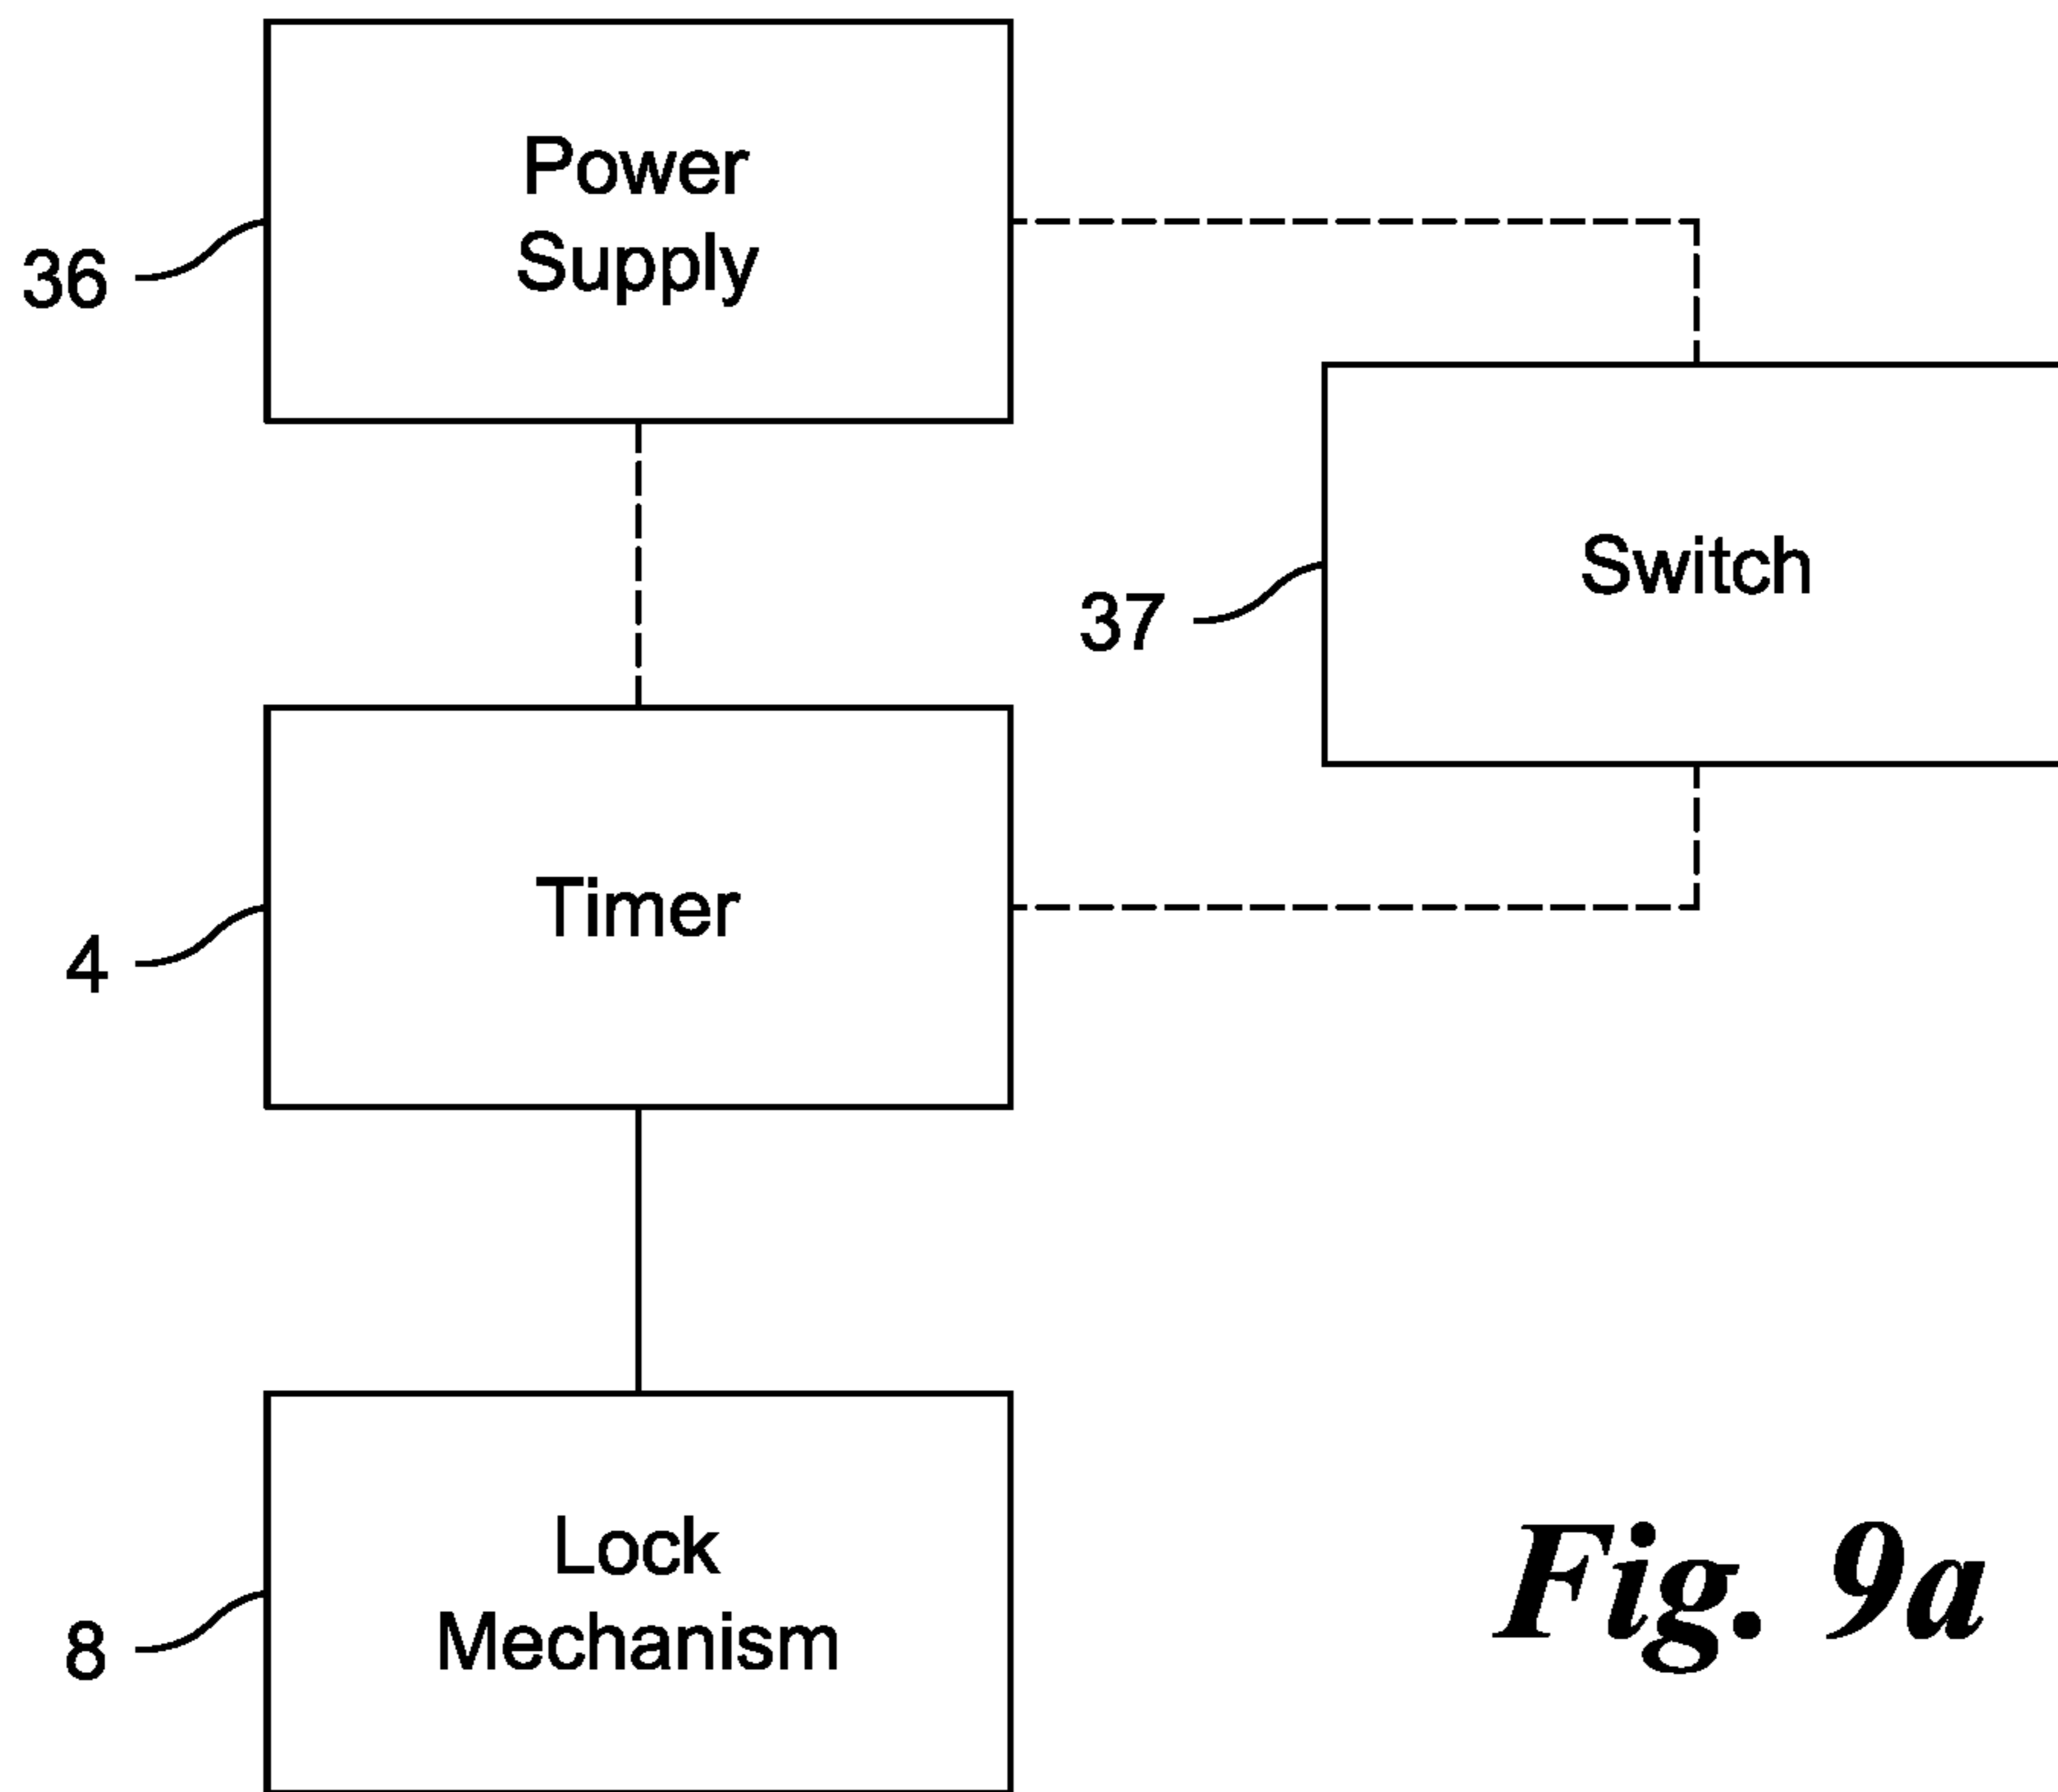 Power
Supply
36
Switch
37
Timer
4
Lock
Mechanism
8
Fig. 9a